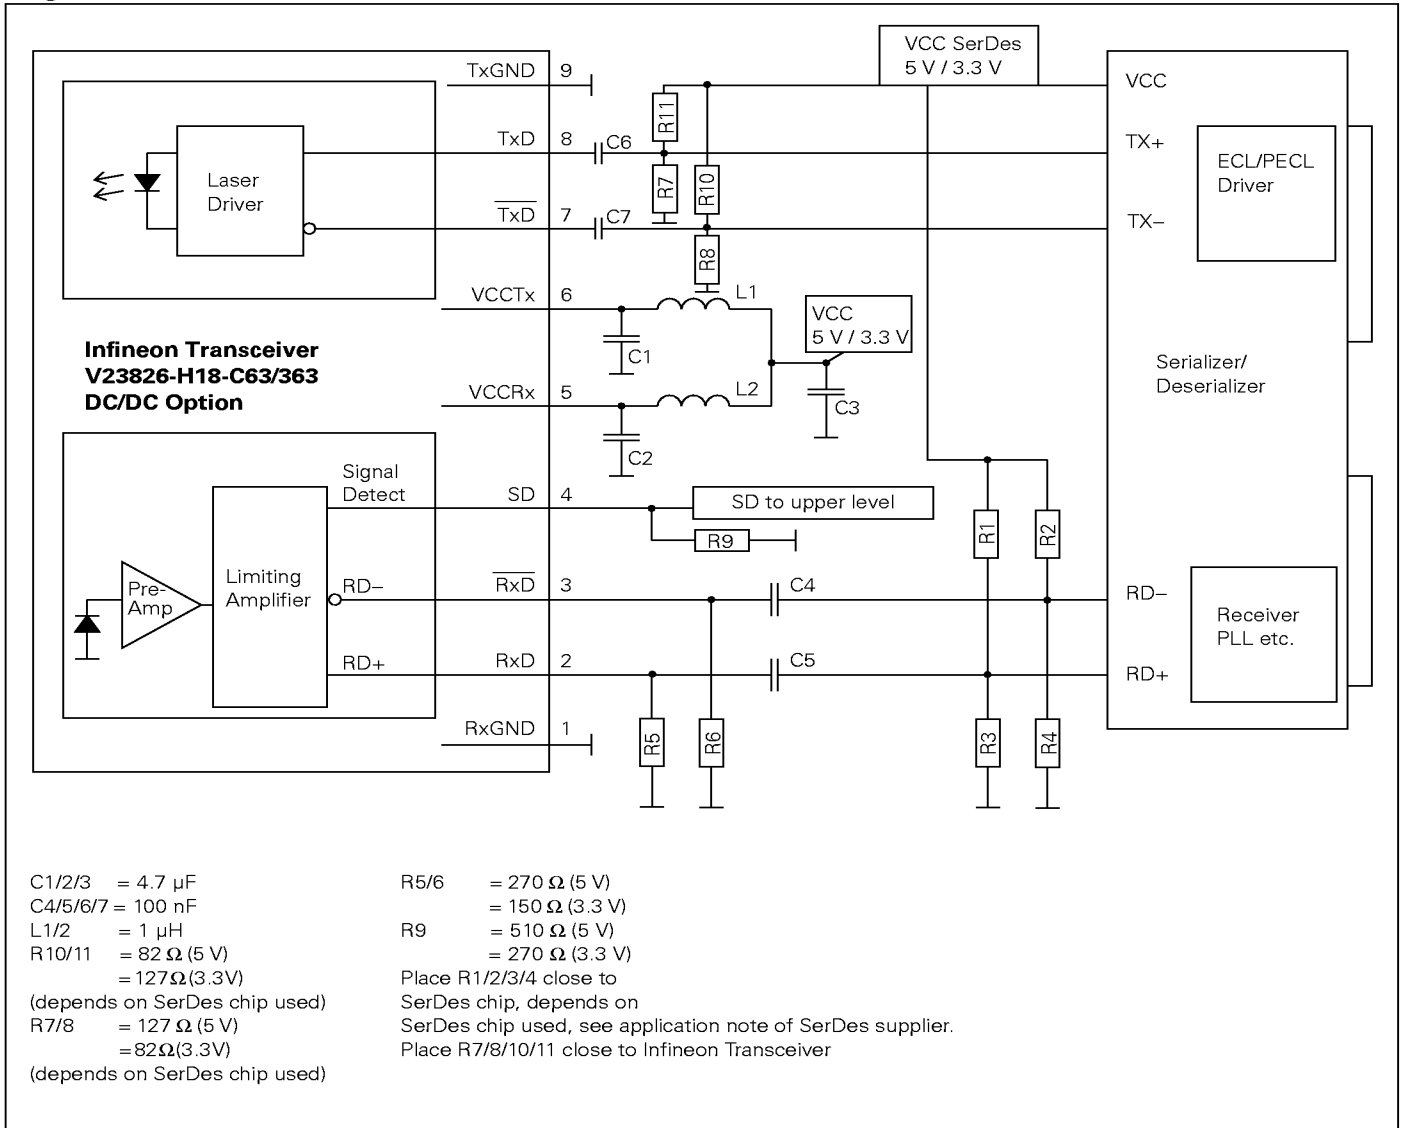 VCC SerDes
5 V / 3.3 V
TxGND 9
VCC
R11
TxD 8
C6
TX+
ECL/PECL
Driver
Laser
Driver
R7
R10
TxD 7
C7
TX−
R8
VCCTx 6
L1
VCC
5 V / 3.3 V
C1
Infineon Transceiver
V23826-H18-C63/363
DC/DC Option
Serializer/
Deserializer
VCCRx 5
L2
C3
C2
Signal
Detect
SD 4
SD to upper level
R9
R1
R2
Pre-
Amp
Limiting
Amplifier
RD−
RxD 3
C4
RD−
Receiver
PLL etc.
RD+
RxD 2
C5
RD+
RxGND 1
R5
R6
R3
R4
C1/2/3 = 4.7 µF
C4/5/6/7 = 100 nF
L1/2 = 1 µH
R10/11 = 82 Ω (5 V)
= 127Ω(3.3V)
(depends on SerDes chip used)
R7/8 = 127 Ω (5 V)
=82Ω(3.3V)
(depends on SerDes chip used)
R5/6 = 270 Ω (5 V)
= 150 Ω (3.3 V)
R9 = 510 Ω (5 V)
= 270 Ω (3.3 V)
Place R1/2/3/4 close to
SerDes chip, depends on
SerDes chip used, see application note of SerDes supplier.
Place R7/8/10/11 close to Infineon Transceiver